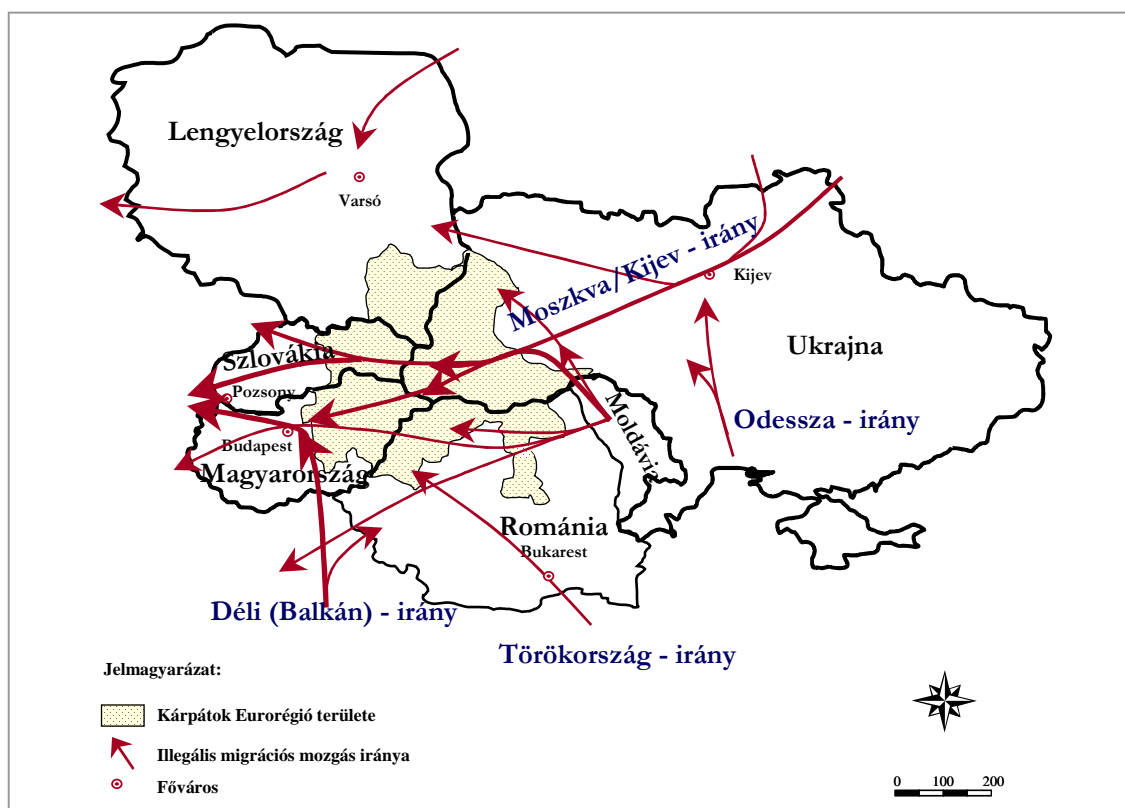 Lengyelország
Varsó
Moszkva/Kijev - irány
Kijev
Ukrajna
Szlovákia
Pozsony
Odessza - irány
Moldávia
Budapest
Magyarország
Románia
Bukarest
Déli (Balkán) - irány
Törökország - irány
Jelmagyarázat:
Kárpátok Eurorégió területe
Illegális migrációs mozgás iránya
Főváros
0 100 200